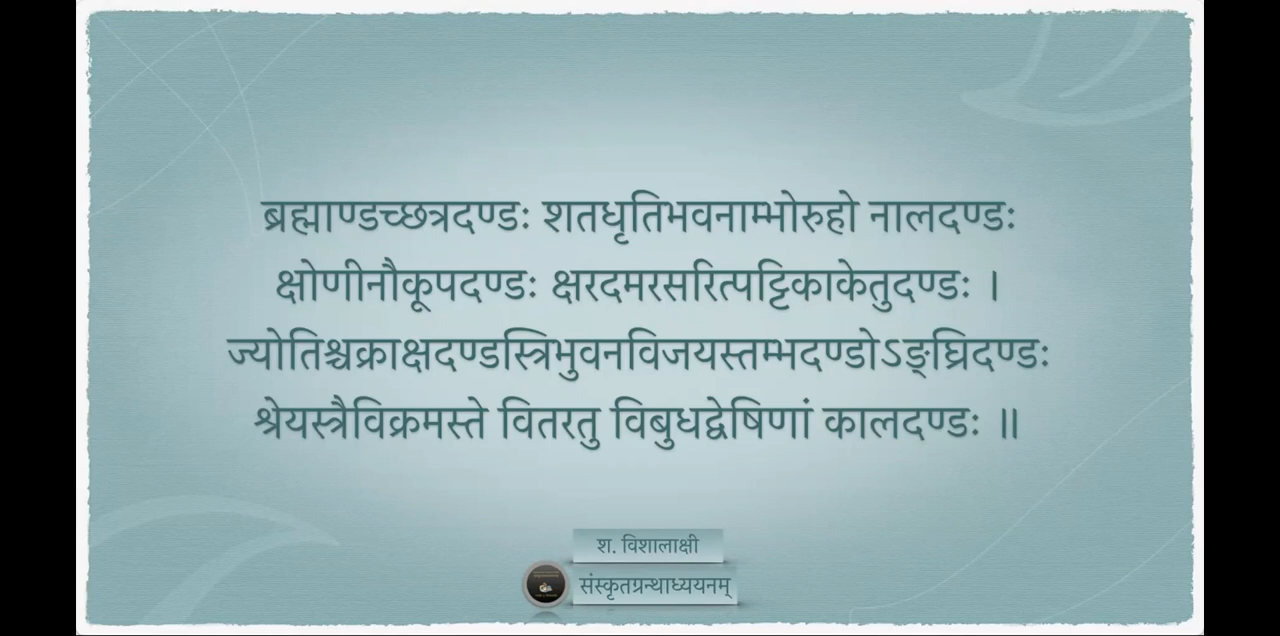 ब्रह्माण्डच्छत्रदण्डः शतधृतिभवनाम्भोरुहो नालदण्डः
क्षोणीनौकूपदण्डः क्षरदमरसरित्पट्टिकाकेतुदण्डः ।
ज्योतिश्चक्राक्षदण्डस्त्रिभुवनविजयस्तम्भदण्डोऽङ्घ्रिदण्डः
श्रेयस्त्रैविक्रमस्ते वितरतु विबुधद्वेषिणां कालदण्डः ॥
श. विशालाक्षी
संस्कृतग्रन्थाध्ययनम्